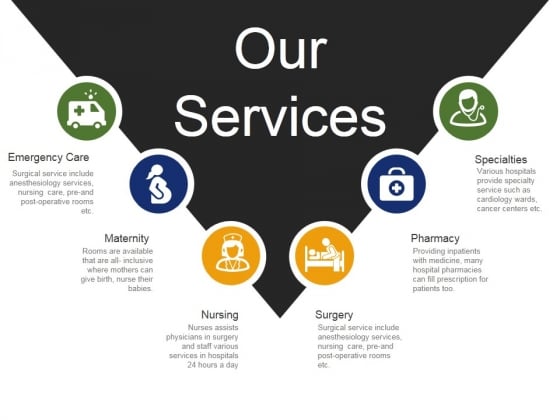 Our
Services
Emergency Care
Surgical service include
anesthesiology services,
nursing care, pre-and
post-operative rooms
etc.
Maternity
Rooms are available
that are all- inclusive
where mothers can
give birth, nurse their
babies.
Nursing
Nurses assists
physicians in surgery
and staff various
services in hospitals
24 hours a day
Surgery
Surgical service include
anesthesiology services,
nursing care, pre-and
post-operative rooms
etc.
Pharmacy
Providing inpatients
with medicine, many
hospital pharmacies
can fill prescription for
patients too.
Specialties
Various hospitals
provide specialty
service such as
cardiology wards,
cancer centers etc.